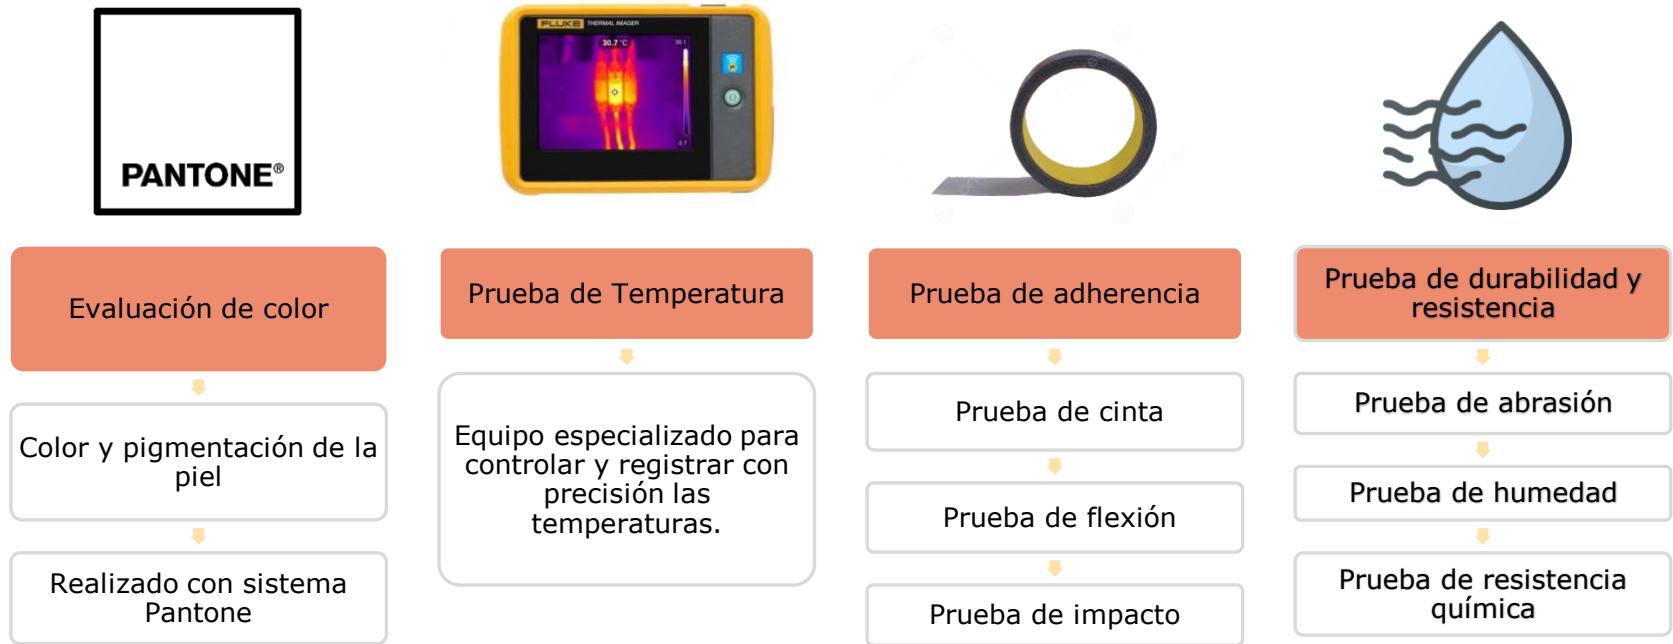 PANTONE®
FLUKE THERMAL IMAGER
30.7 °C
Evaluación de color
Color y pigmentación de la
piel
Realizado con sistema
Pantone
Prueba de Temperatura
Equipo especializado para
controlar y registrar con
precisión las
temperaturas.
Prueba de adherencia
Prueba de cinta
Prueba de flexión
Prueba de impacto
Prueba de durabilidad y
resistencia
Prueba de abrasión
Prueba de humedad
Prueba de resistencia
química